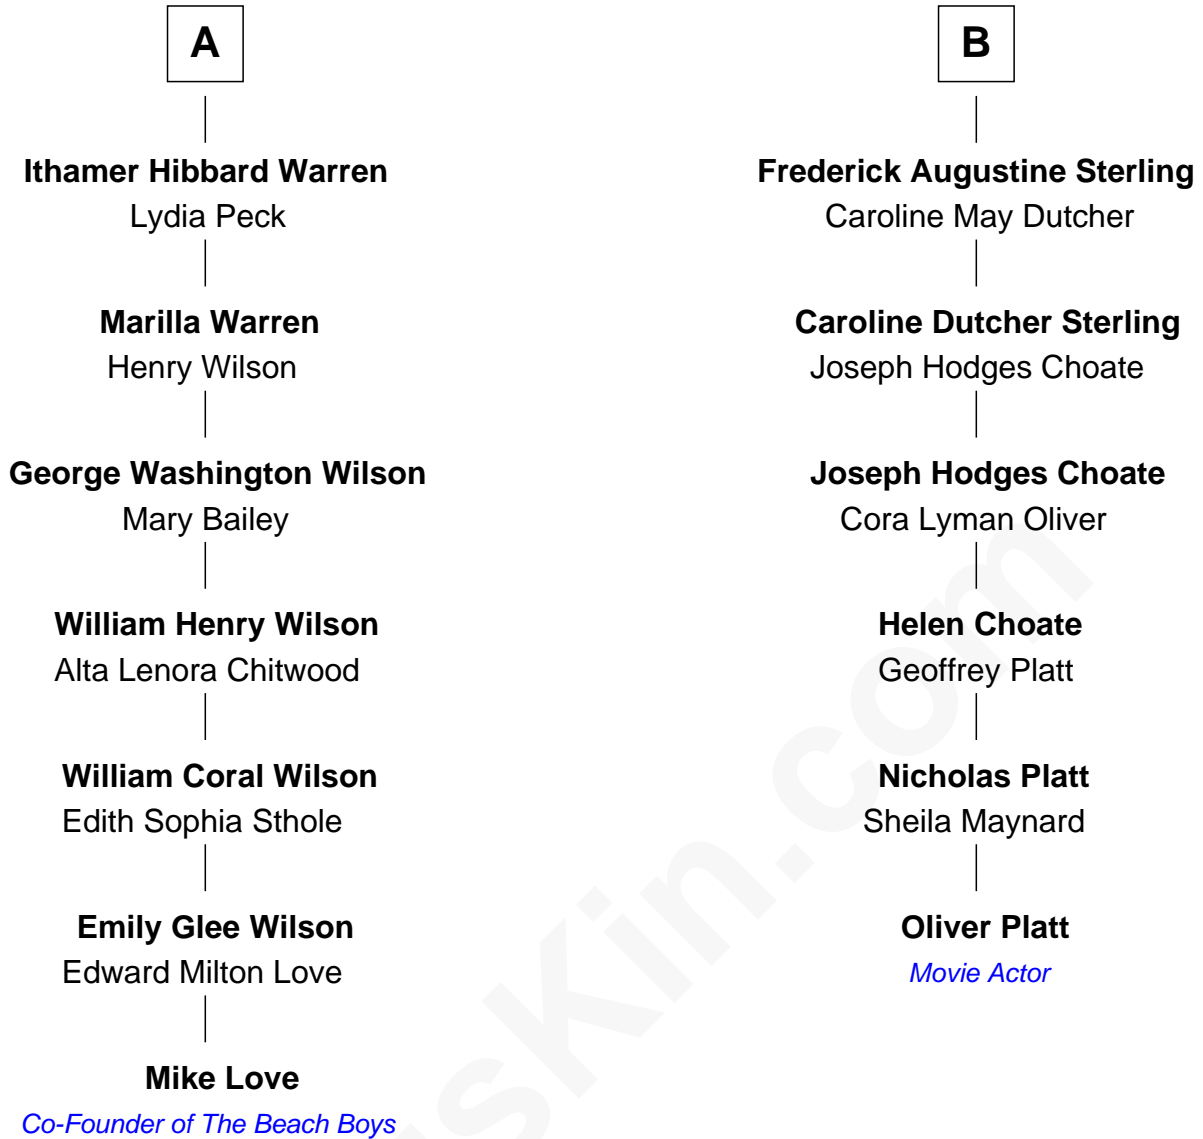 A
Ithamer Hibbard Warren
Lydia Peck
Marilla Warren
Henry Wilson
George Washington Wilson
Mary Bailey
William Henry Wilson
Alta Lenora Chitwood
William Coral Wilson
Edith Sophia Sthole
Emily Glee Wilson
Edward Milton Love
Mike Love
Co-Founder of The Beach Boys
B
Frederick Augustine Sterling
Caroline May Dutcher
Caroline Dutcher Sterling
Joseph Hodges Choate
Joseph Hodges Choate
Cora Lyman Oliver
Helen Choate
Geoffrey Platt
Nicholas Platt
Sheila Maynard
Oliver Platt
Movie Actor